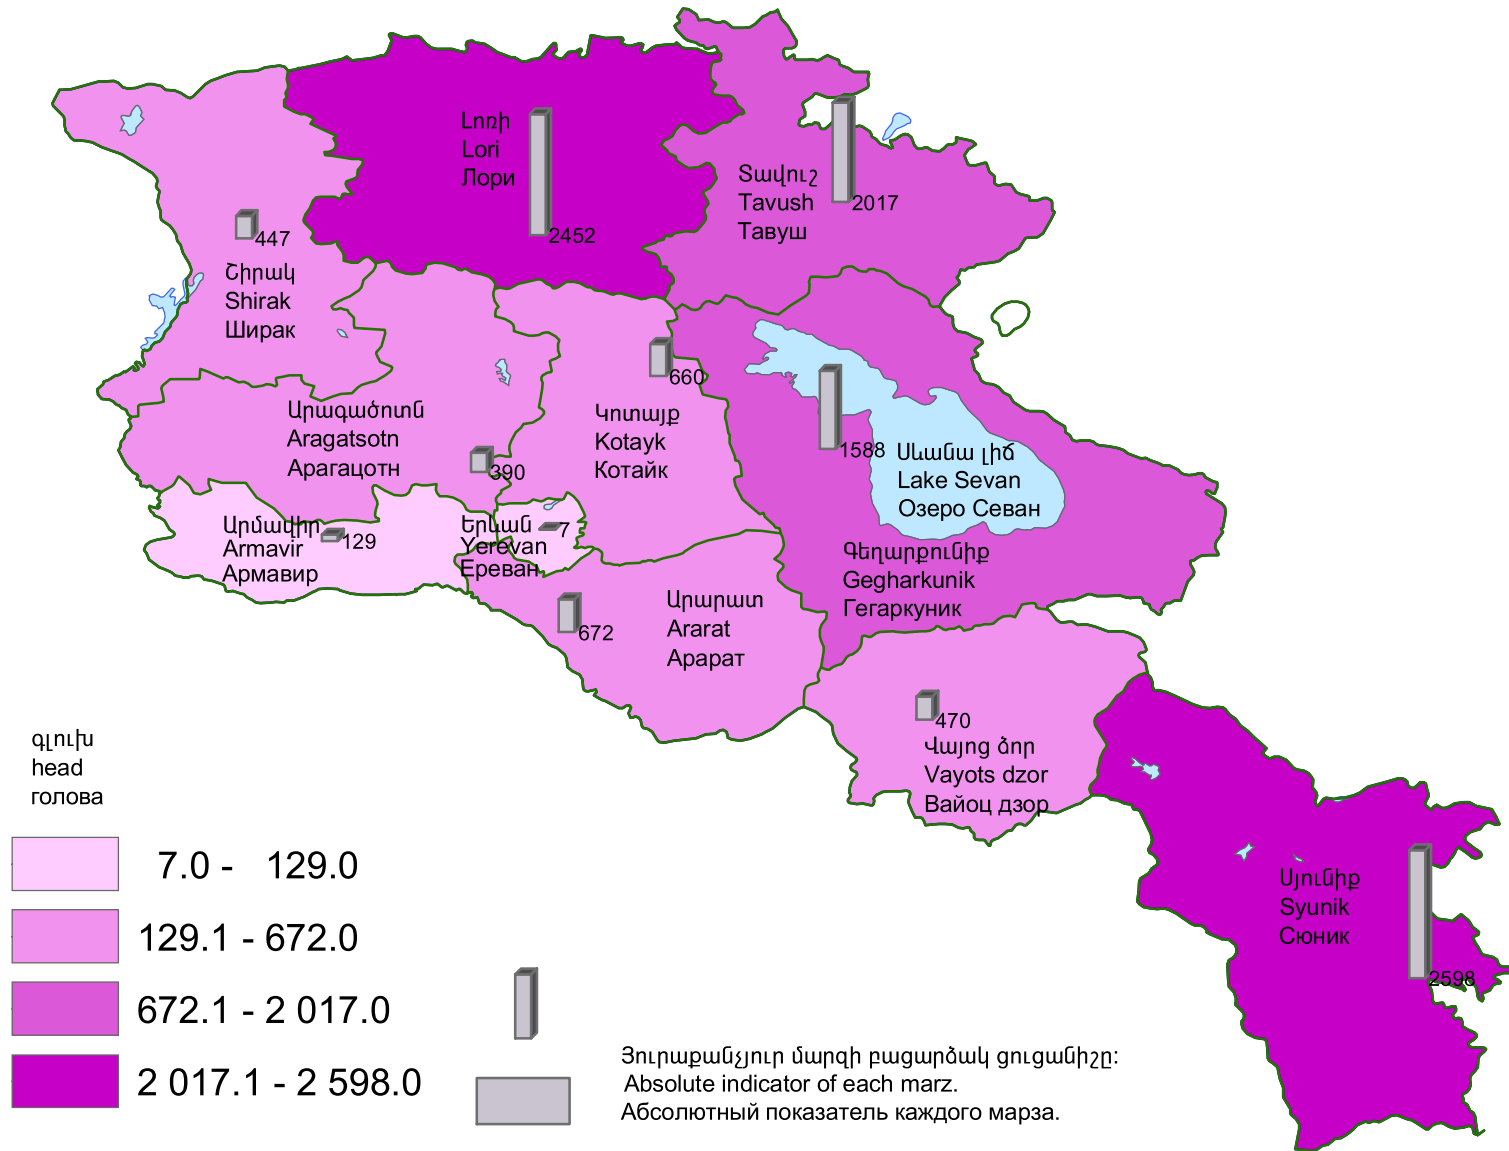 Լոռի
Lori
Лори
2452
Տավուշ
Tavush
Тавуш
2017
447
Շիրակ
Shirak
Ширак
660
Արագածոտն
Aragatsotn
Арагацотн
390
Կոտայք
Kotayk
Котайк
1588
Սևանա լիճ
Lake Sevan
Озеро Севан
Արմավիր
Armavir
Армавир
129
Երևան
Yerevan
Ереван
7
Գեղարքունիք
Gegharkunik
Гегаркуник
672
Արարատ
Ararat
Арарат
470
Վայոց ձոր
Vayots dzor
Вайоц дзор
Սյունիք
Syunik
Сюник
2598
գլուխ
head
голова
7.0 - 129.0
129.1 - 672.0
672.1 - 2 017.0
2 017.1 - 2 598.0
Յուրաքանչյուր մարզի բացարձակ ցուցանիշը:
Absolute indicator of each marz.
Абсолютный показатель каждого марза.